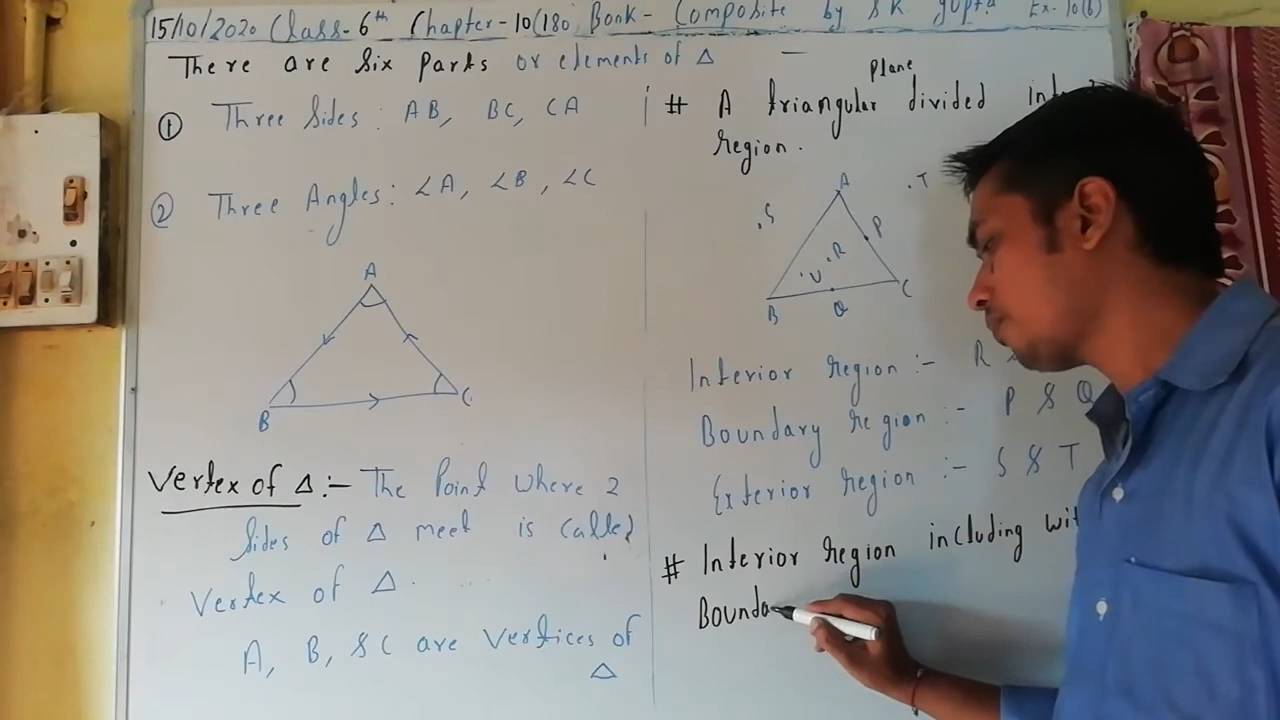 15/10/2020 Class-6th Chapter-10(180 Book- Composite by SK gupta Ex-10(b)
There are six parts or elements of Δ
① Three sides: AB, BC, CA
② Three Angles: ∠A, ∠B, ∠C
A
B
C
Vertex of Δ:- The point where 2
sides of Δ meet is called
Vertex of Δ.
A, B, & C are vertices of
Δ
plane
# A triangular divided
region.
A
.T
S
P
.R
.U
B
Q
C
Interior region :- R
Boundary region :- P & Q
Exterior region :- S & T
# Interior region including wit
Bounda